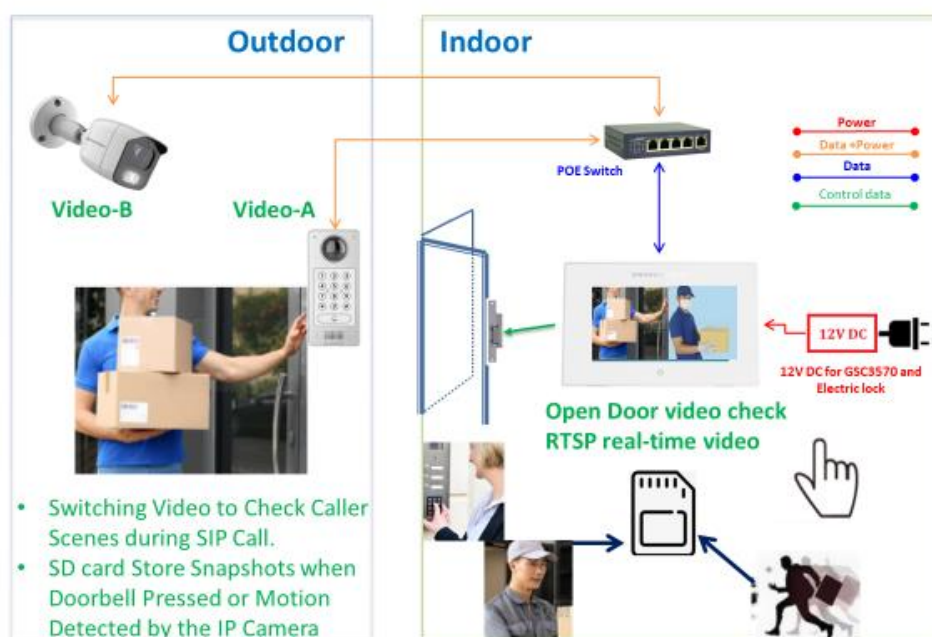 Outdoor
Indoor
Power
Data +Power
Data
Control data
POE Switch
Video-B
Video-A
12V DC
12V DC for GSC3570 and
Electric lock
Open Door video check
RTSP real-time video
• Switching Video to Check Caller
Scenes during SIP Call.
• SD card Store Snapshots when
Doorbell Pressed or Motion
Detected by the IP Camera